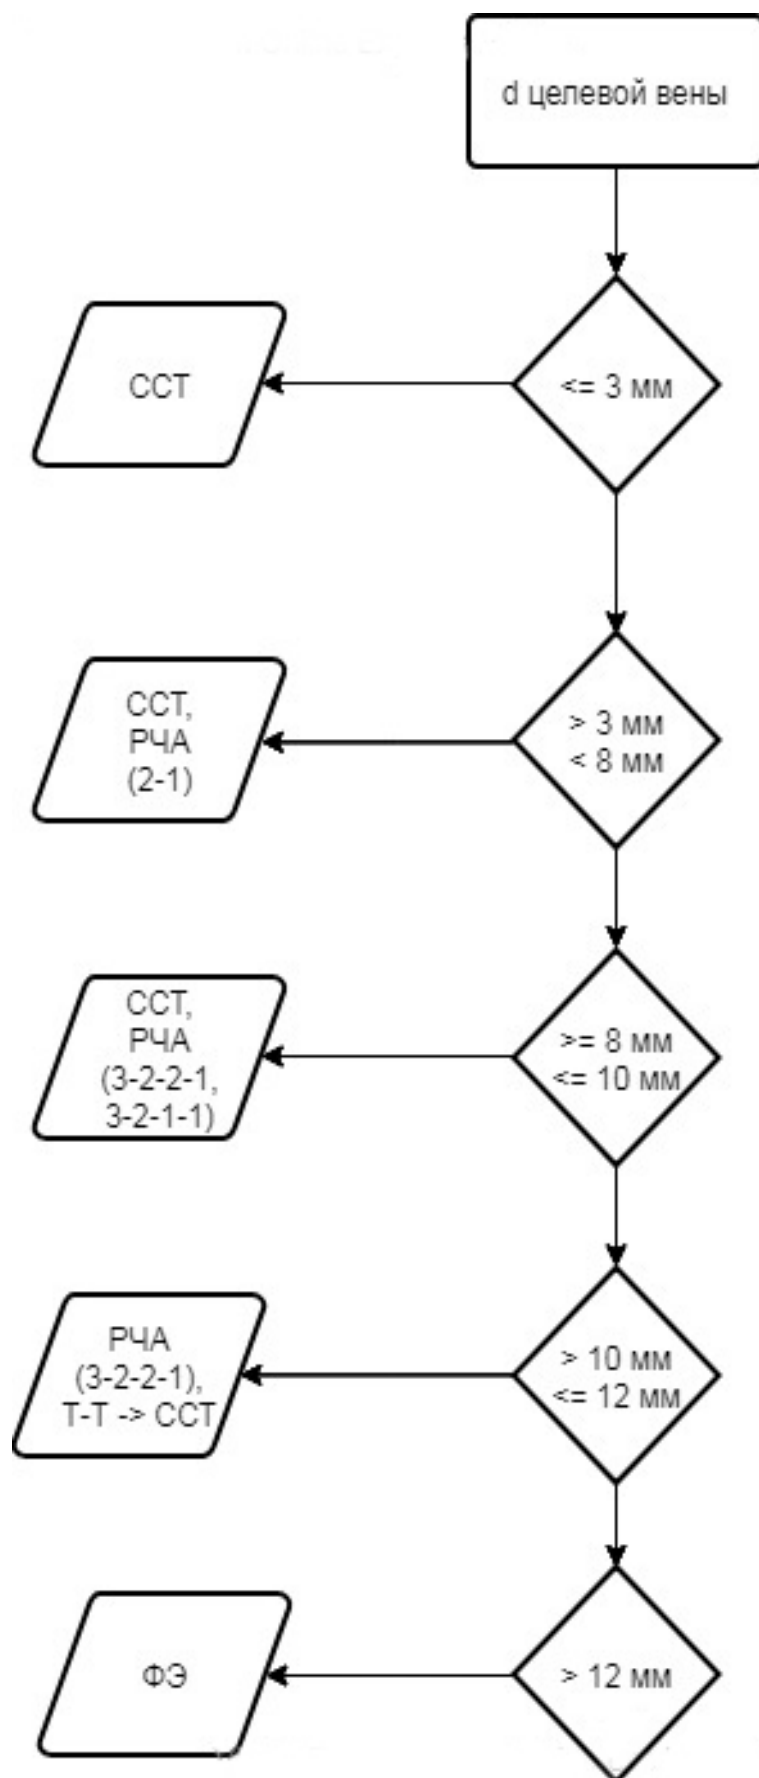 d целевой вены
<= 3 мм
ССТ
> 3 мм
< 8 мм
ССТ,
РЧА
(2-1)
>= 8 мм
<= 10 мм
ССТ,
РЧА
(3-2-2-1,
3-2-1-1)
> 10 мм
<= 12 мм
РЧА
(3-2-2-1),
Т-Т -> ССТ
> 12 мм
ФЭ